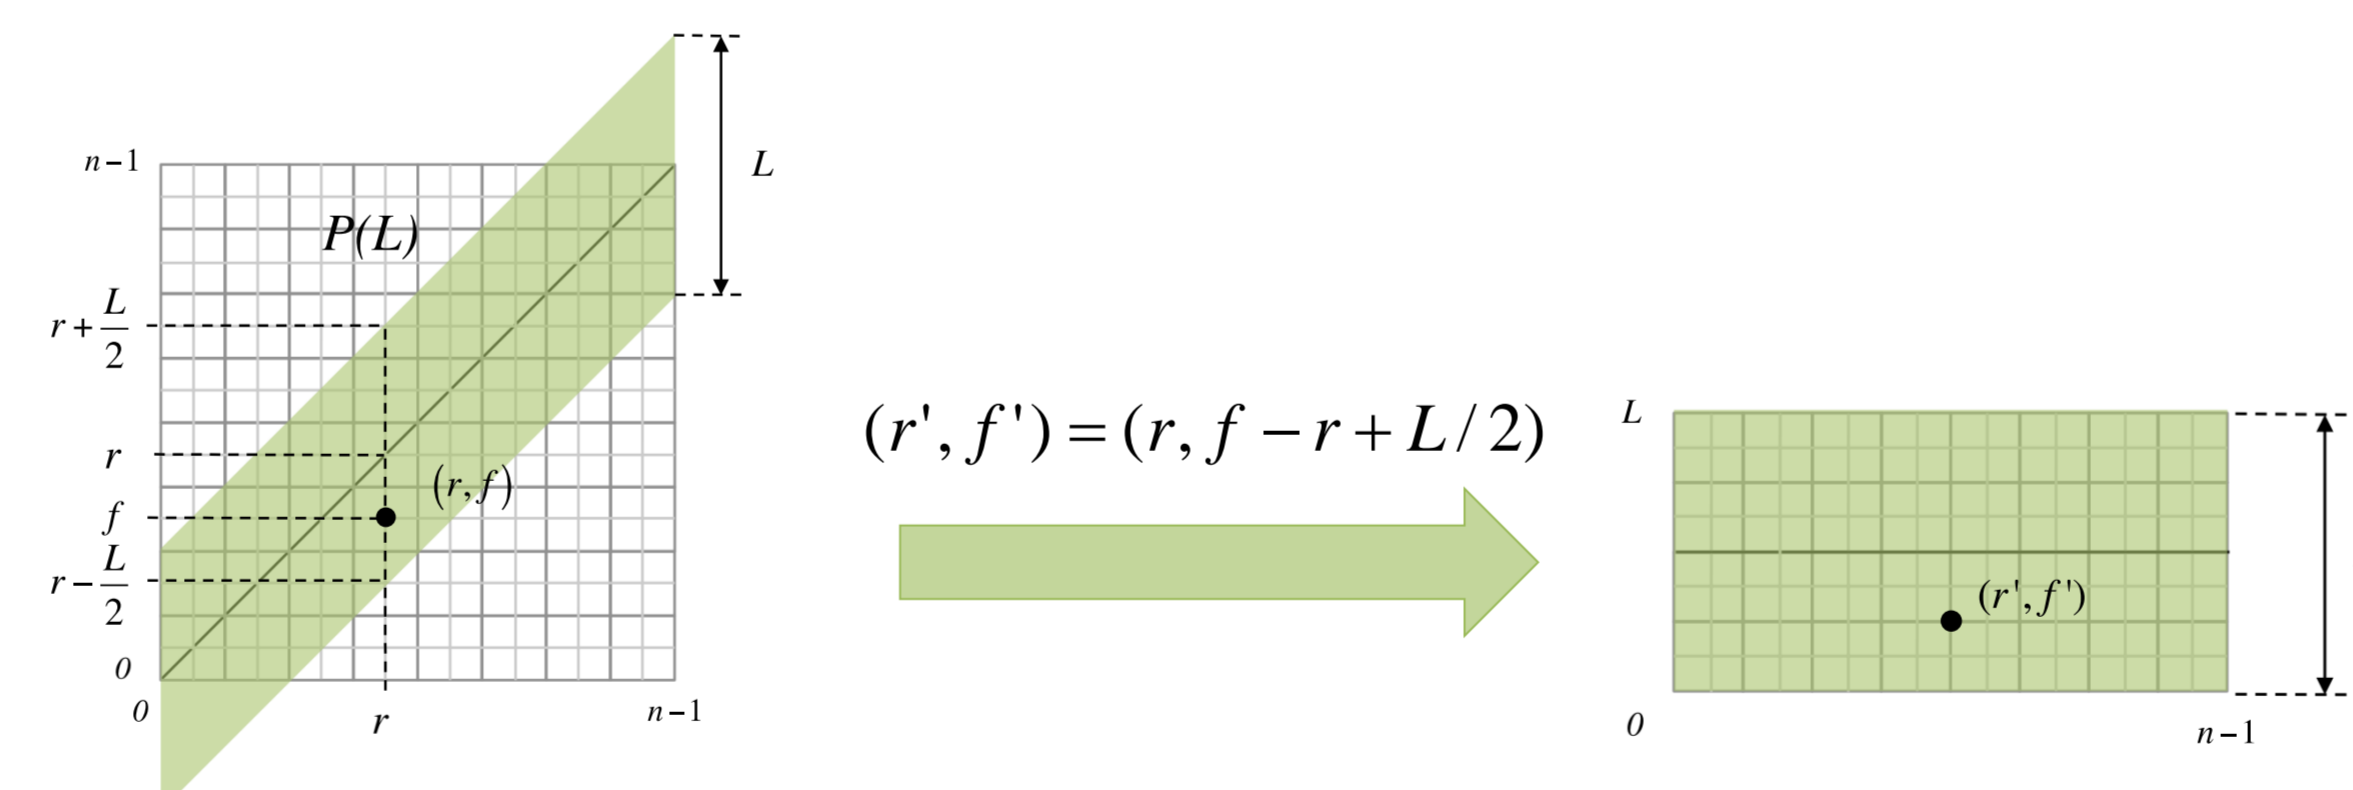 n−1
P(L)
L
r+L/2
r
(r, f)
f
r−L/2
0
0
r
n−1
(r', f') = (r, f − r + L / 2)
L
(r', f')
0
n−1